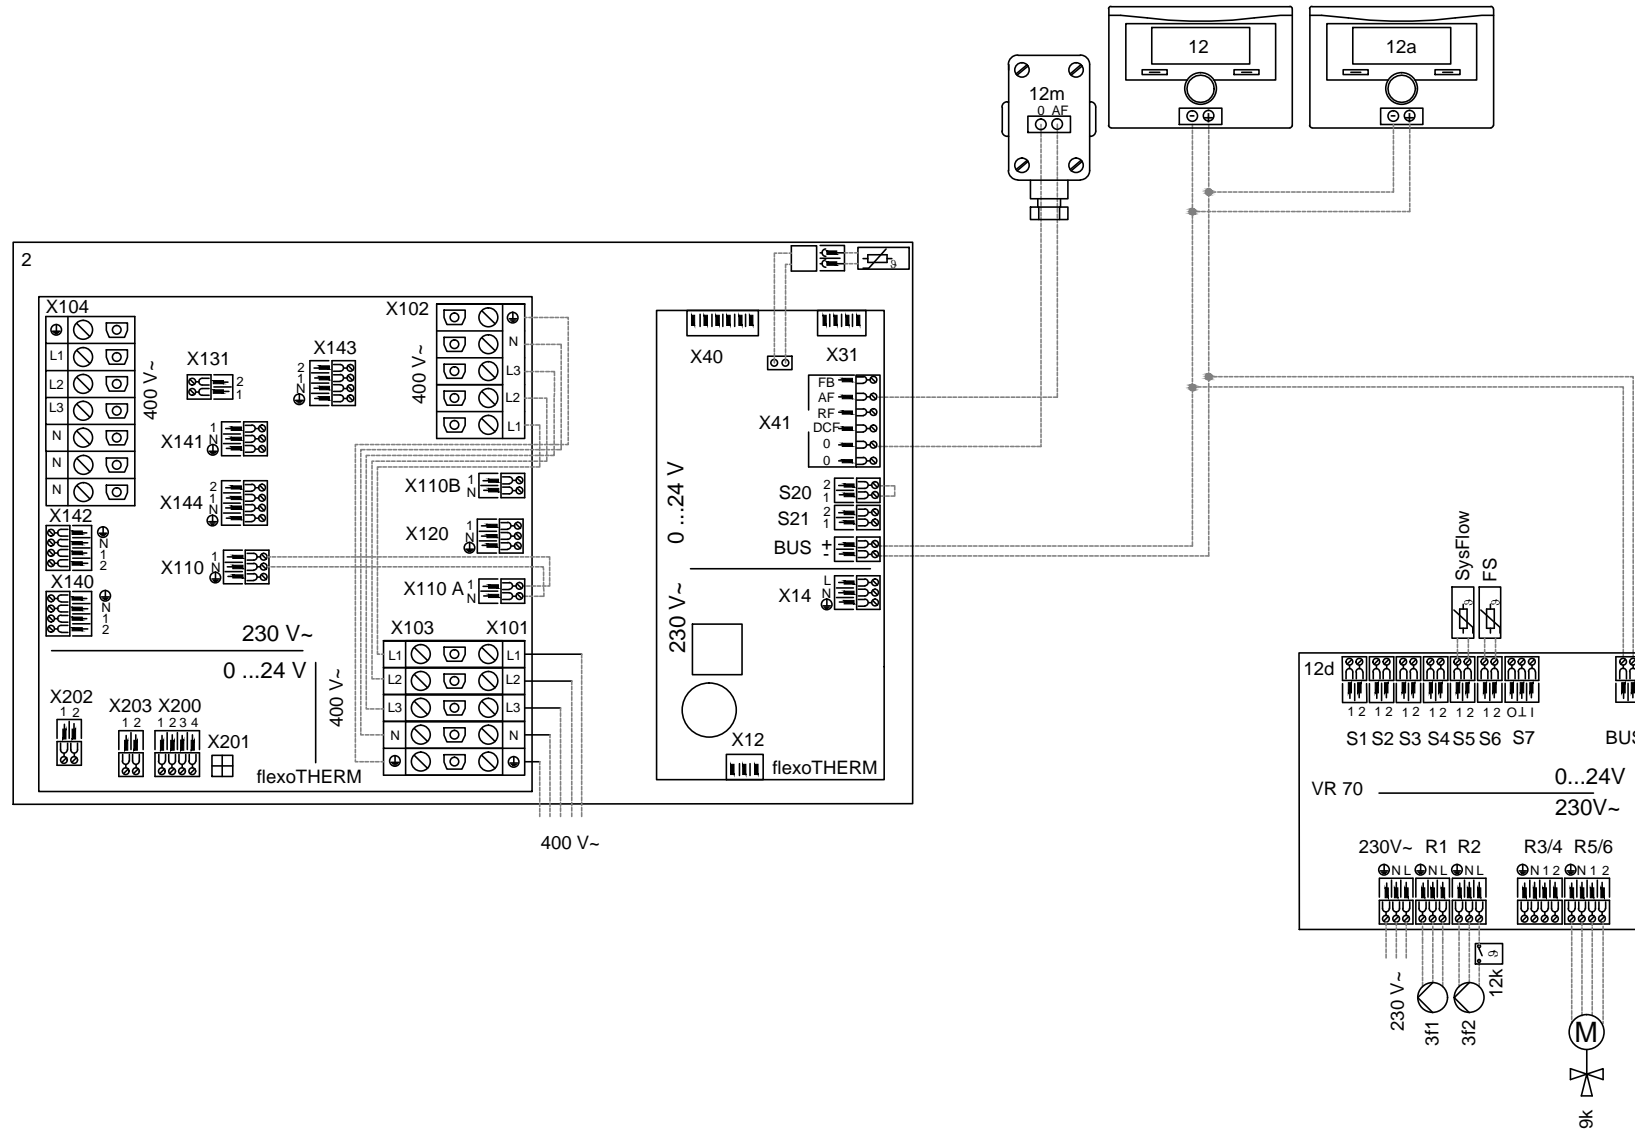 12
12a
12m
0 AF
2
X104
L1
L2
L3
N
N
N
400 V~
X131
2
1
X143
2
1
N
X102
400 V~
N
L3
L2
L1
X141
1
N
X144
2
1
N
X142
N
1
2
X110
1
N
X140
N
1
2
X110B
1
N
X120
1
N
X110 A
1
N
230 V~
0 ...24 V
400 V~
X103
X101
L1
L1
L2
L2
L3
L3
N
N
X202
1 2
X203
1 2
X200
1 2 3 4
X201
flexoTHERM
400 V~
X40
X31
X41
FB
AF
RF
DCF
0
0
0 ...24 V
S20
2
1
S21
2
1
BUS
+
-
X14
L
N
230 V~
X12
flexoTHERM
SysFlow
FS
12d
1 2 1 2 1 2 1 2 1 2 1 2 O⊥I
S1 S2 S3 S4 S5 S6 S7
BUS
VR 70
0...24V
230V~
230V~ R1 R2 R3/4 R5/6
N L N L N L N 1 2 N 1 2
230 V~
3f1
3f2
12k
M
9k